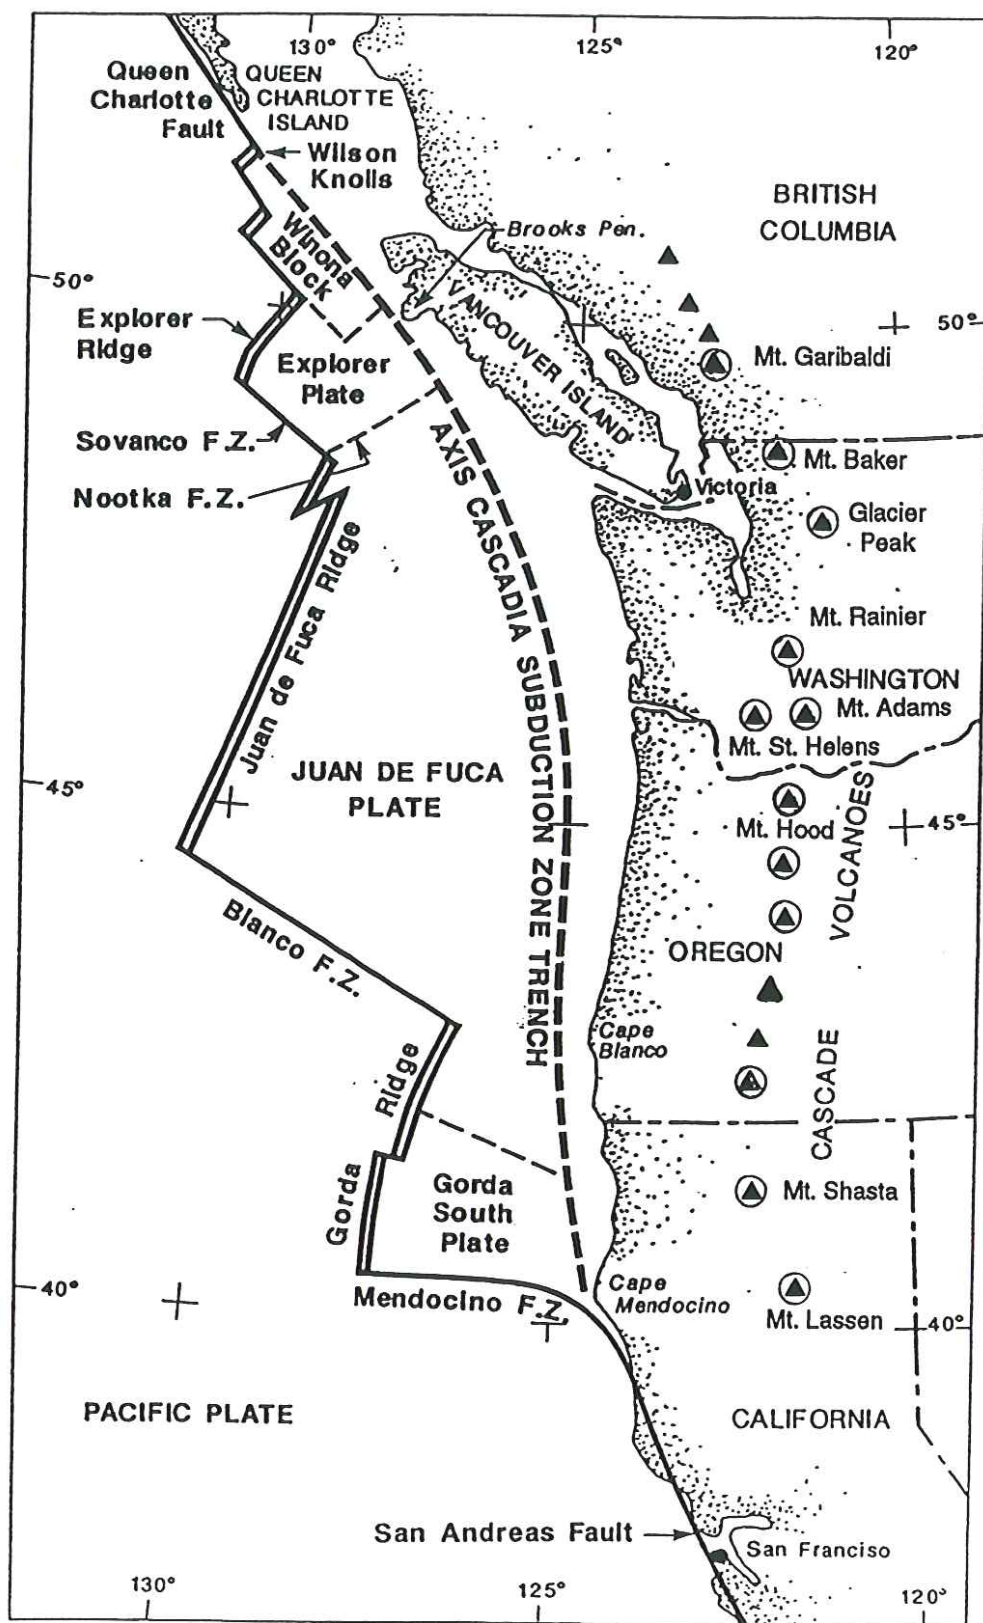 130°
125°
120°
Queen
Charlotte
Fault
QUEEN
CHARLOTTE
ISLAND
Wilson
Knolls
BRITISH
COLUMBIA
Winona
Block
Brooks Pen.
50°
50°
VANCOUVER ISLAND
Explorer
Ridge
Explorer
Plate
Mt. Garibaldi
Sovanco F.Z.
Mt. Baker
Nootka F.Z.
Victoria
Glacier
Peak
AXIS CASCADIA SUBDUCTION ZONE TRENCH
Juan de Fuca Ridge
Mt. Rainier
WASHINGTON
Mt. Adams
Mt. St. Helens
JUAN DE FUCA
PLATE
45°
45°
Mt. Hood
CASCADE VOLCANOES
Blanco F.Z.
OREGON
Cape
Blanco
Gorda Ridge
Gorda
South
Plate
Mt. Shasta
40°
Mendocino F.Z.
Cape
Mendocino
Mt. Lassen
40°
PACIFIC PLATE
CALIFORNIA
San Andreas Fault
San Franciso
130°
125°
120°